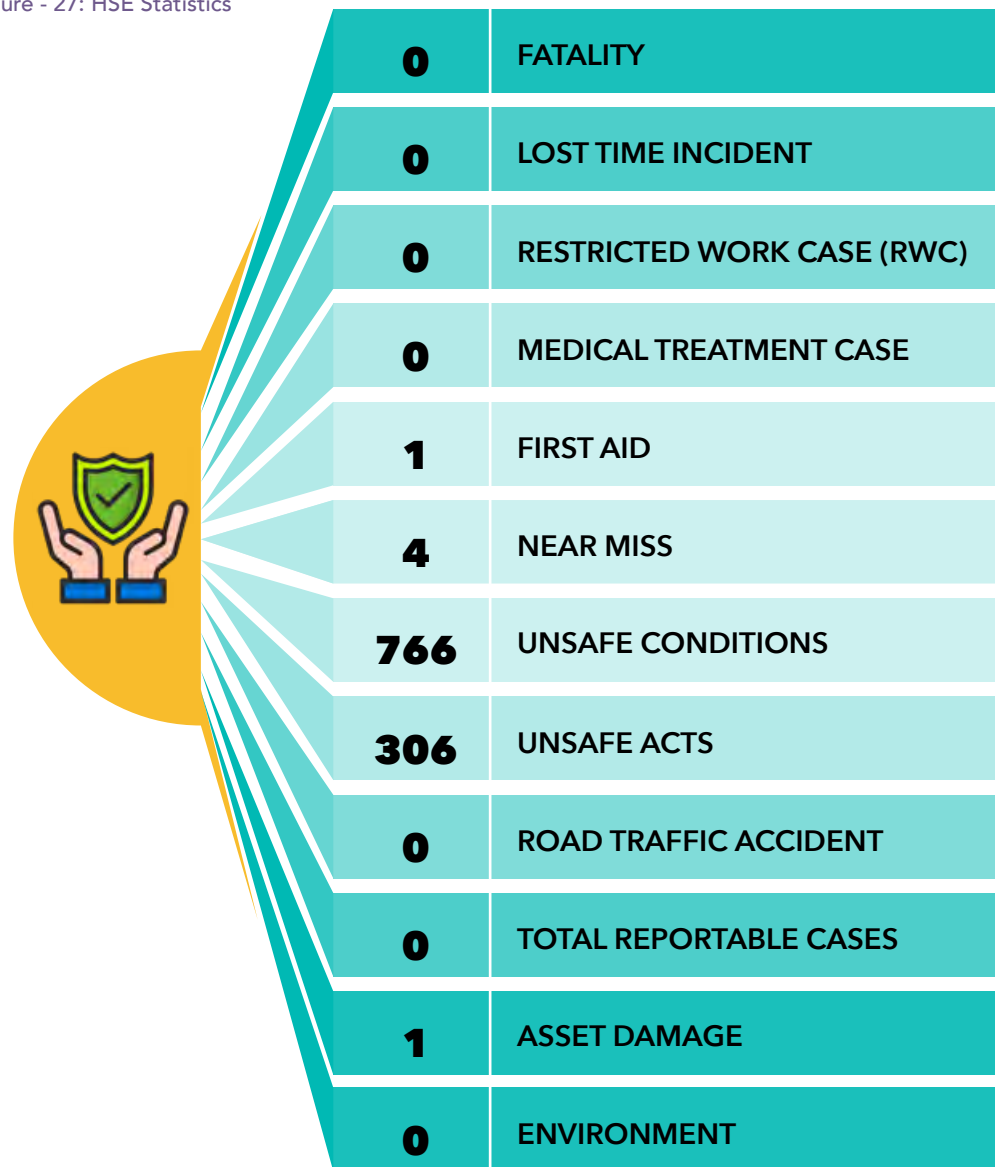 ure - 27: HSE Statistics
0 FATALITY
0 LOST TIME INCIDENT
0 RESTRICTED WORK CASE (RWC)
0 MEDICAL TREATMENT CASE
1 FIRST AID
4 NEAR MISS
766 UNSAFE CONDITIONS
306 UNSAFE ACTS
0 ROAD TRAFFIC ACCIDENT
0 TOTAL REPORTABLE CASES
1 ASSET DAMAGE
0 ENVIRONMENT